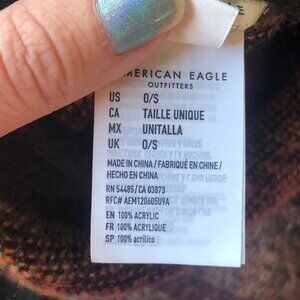 AMERICAN EAGLE
OUTFITTERS
US O/S
CA TAILLE UNIQUE
MX UNITALLA
UK O/S
MADE IN CHINA / FABRIQUÉ EN CHINE /
HECHO EN CHINA
RN 54485 / CA 03873
RFC# AEM120605U9A
EN 100% ACRYLIC
FR 100% ACRYLIQUE
SP 100% acrílico